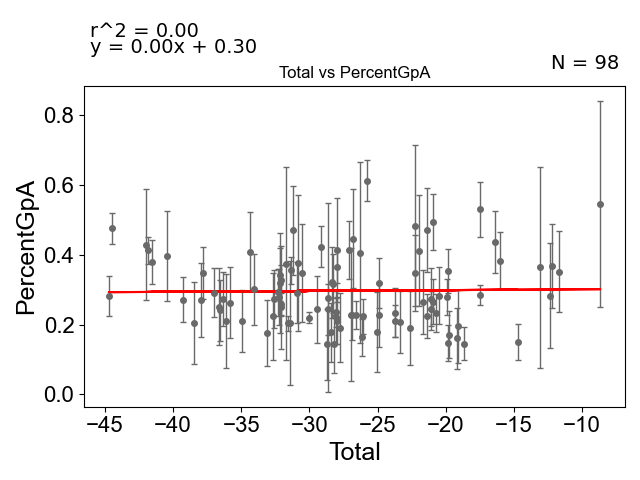 r^2 = 0.00
y = 0.00x + 0.30
N = 98
Total vs PercentGpA
PercentGpA
0.8
0.6
0.4
0.2
0.0
−45
−40
−35
−30
−25
−20
−15
−10
Total